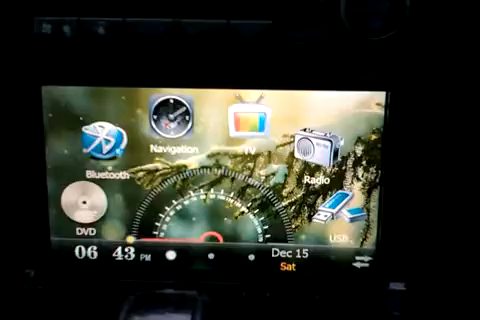 Navigation
TV
Bluetooth
Radio
DVD
USB
06 43 PM
Dec 15
Sat